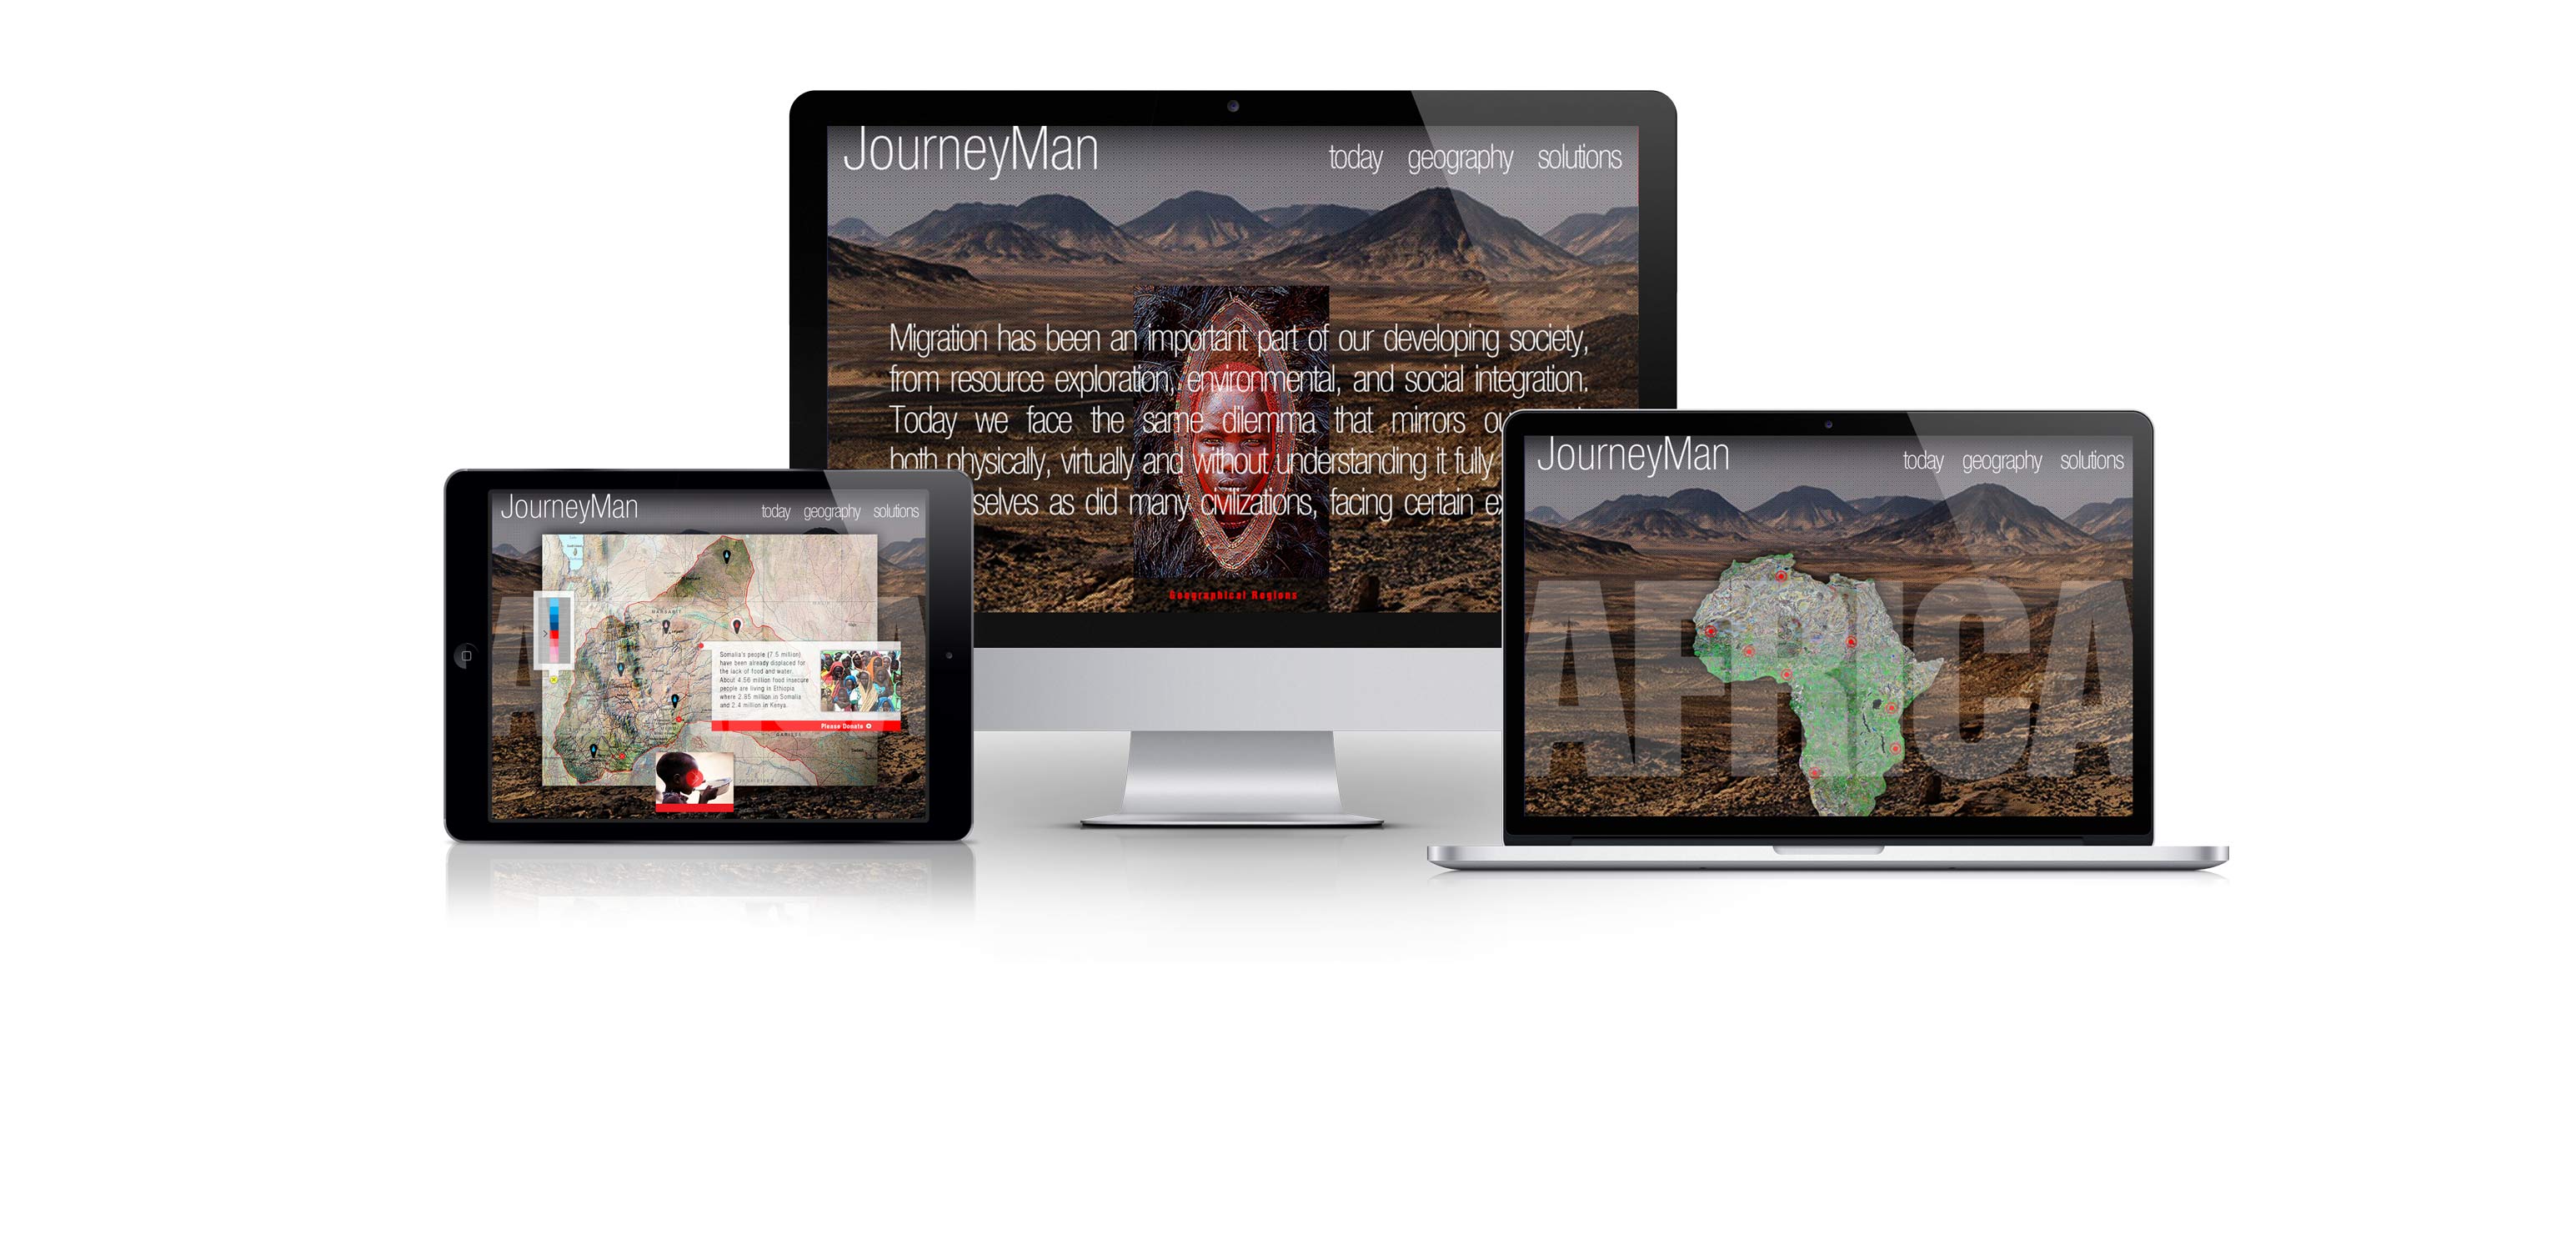 JourneyMan
today geography solutions
Migration has been an important part of our developing society,
from resource exploration, environmental, and social integration.
Today we face the same dilemma that mirrors
both physically, virtually and without understanding it fully
selves as did many civilizations, facing certain
Geographical Regions
JourneyMan
today geography solutions
Somalia's people (7.5 million)
have been already displaced for
the lack of food and water.
About 4.56 million food insecure
people are living in Ethiopia
where 2.85 million in Somalia
and 2.4 million in Kenya.
Please Donate
MARSABIT
GARISSA
JourneyMan
today geography solutions
AFRICA